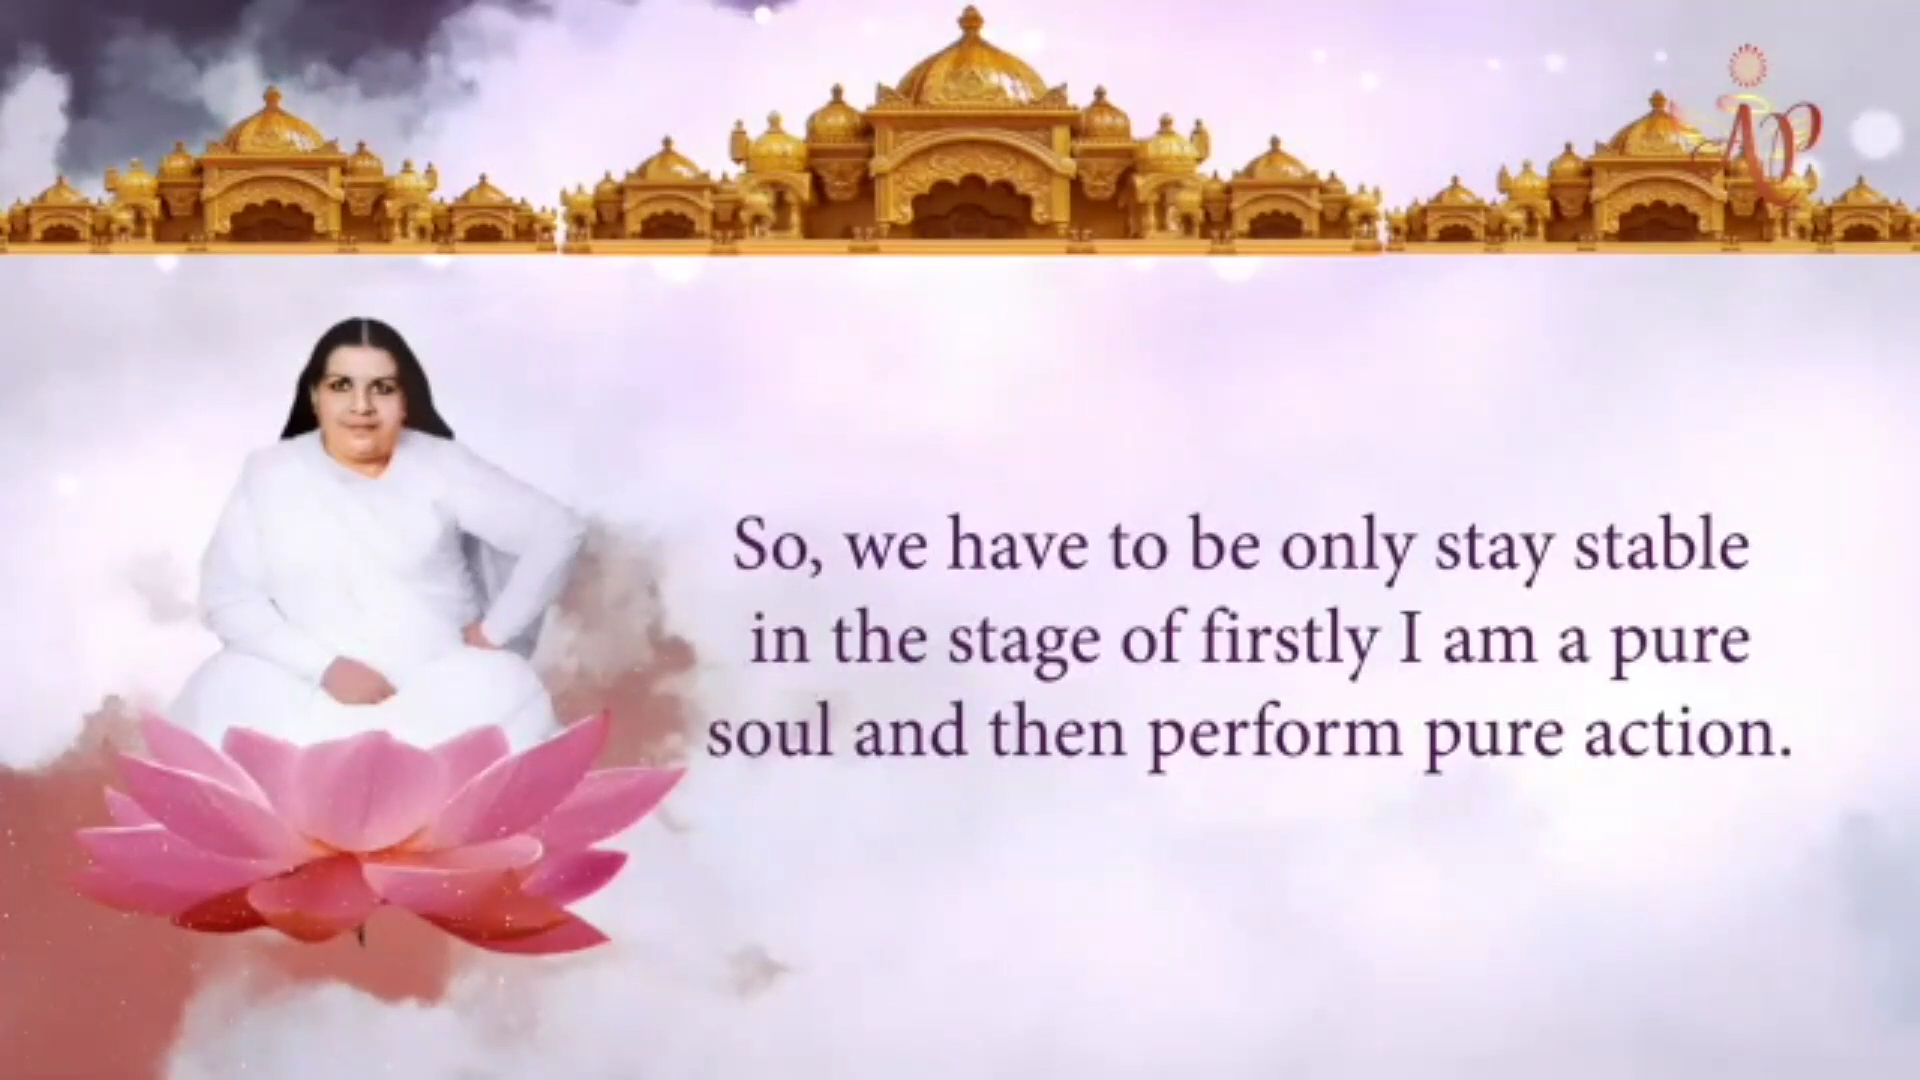 AP
So, we have to be only stay stable
in the stage of firstly I am a pure
soul and then perform pure action.